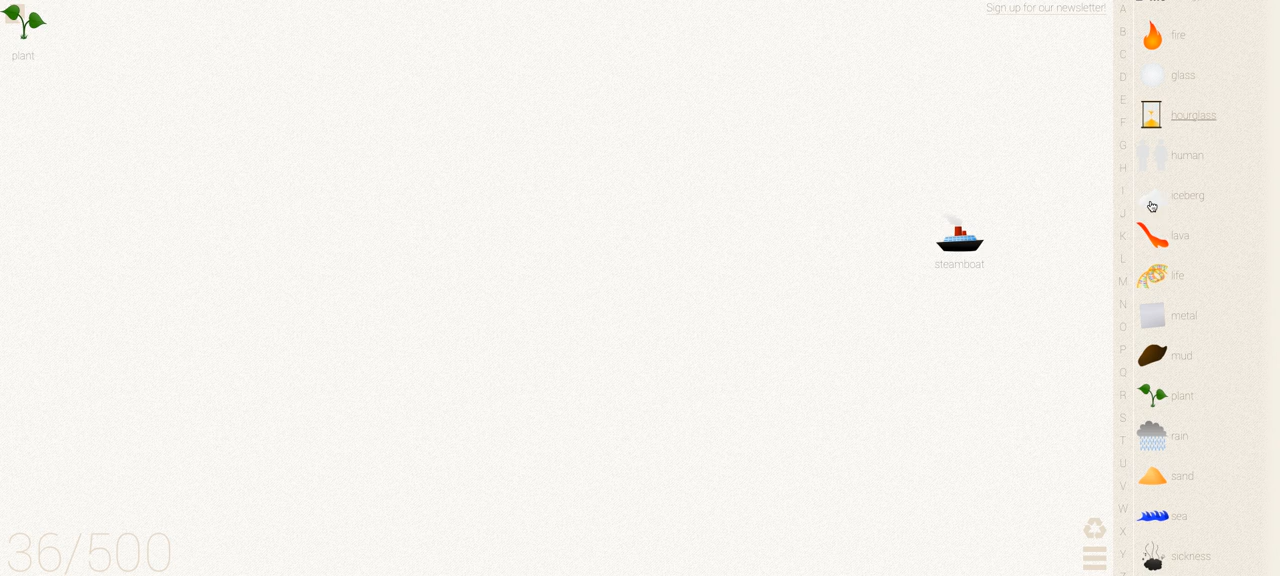 plant
Sign up for our newsletter!
steamboat
36/500
A
B
C
D
E
F
G
H
I
J
K
L
M
N
O
P
Q
R
S
T
U
V
W
X
Y
fire
glass
hourglass
human
iceberg
lava
life
metal
mud
plant
rain
sand
sea
sickness